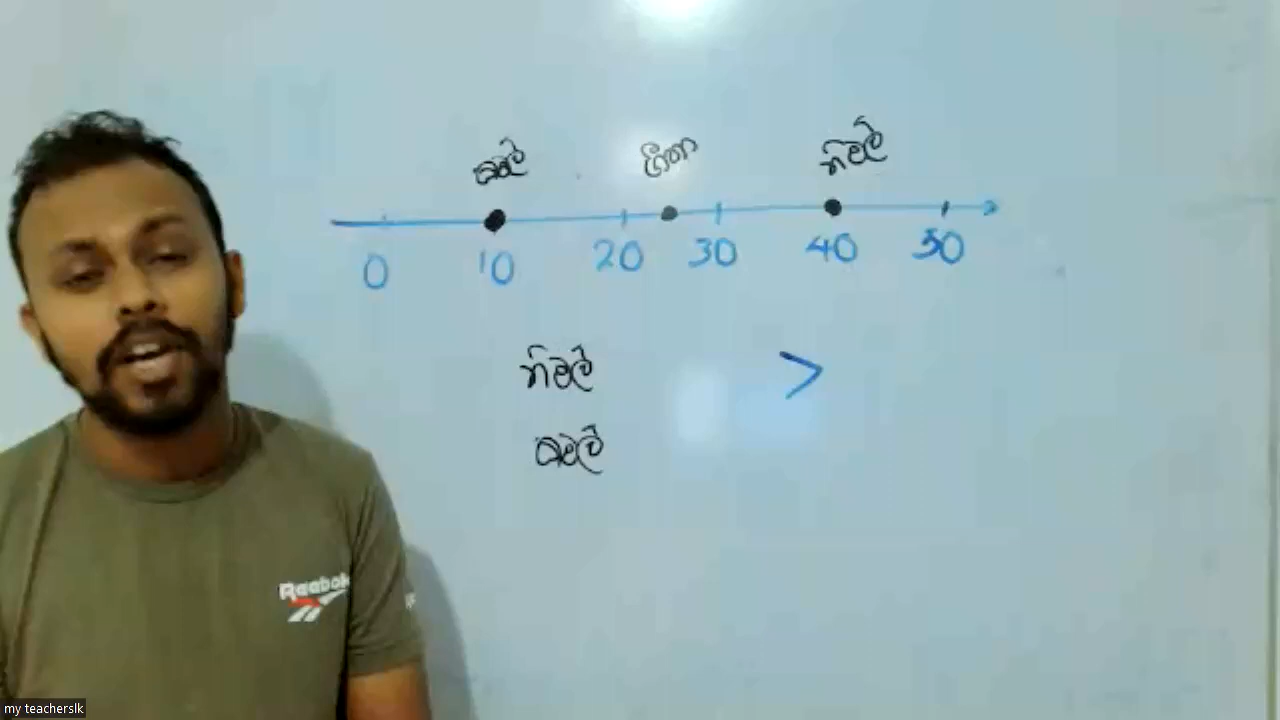 කමල් ගීතා නිමල්
0 10 20 30 40 50
නිමල් >
කමල්
Reebok
my teacherslk